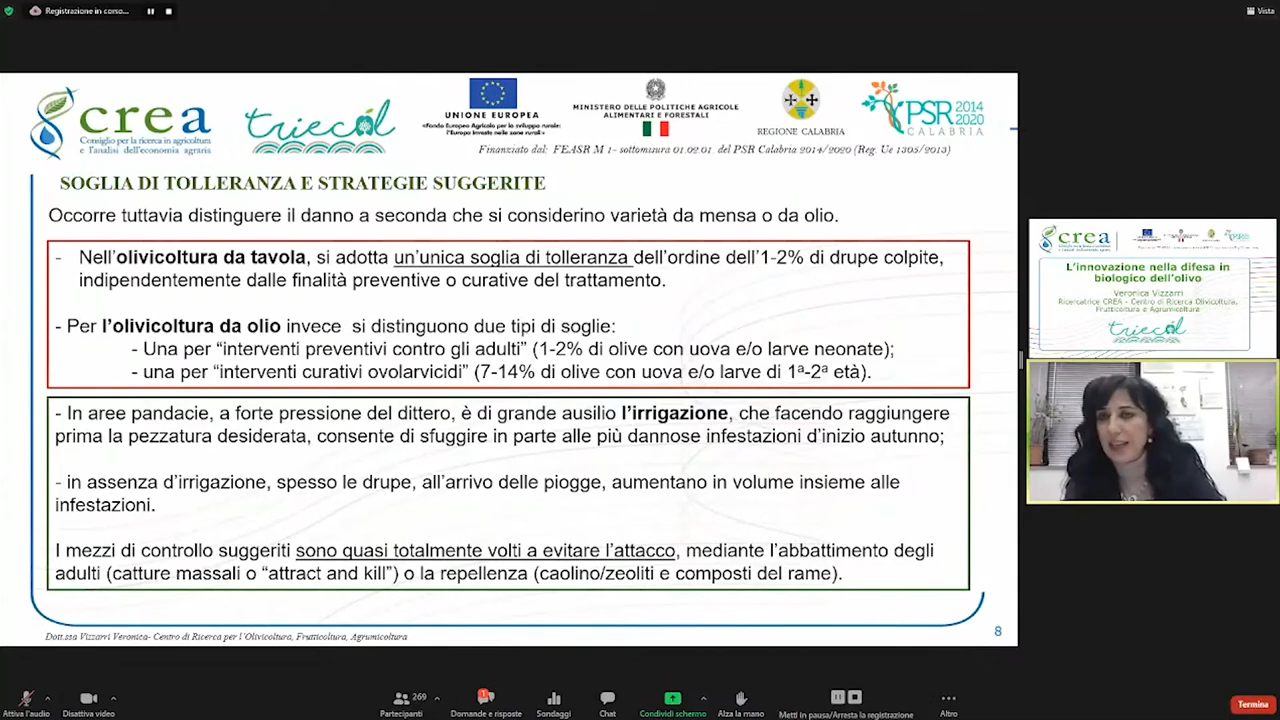 Registrazione in corso...
Vista
crea
Consiglio per la ricerca in agricoltura
e l'analisi dell'economia agraria
triecol
UNIONE EUROPEA
«Fondo Europeo Agricolo per lo sviluppo rurale:
l'Europa investe nelle zone rurali»
MINISTERO DELLE POLITICHE AGRICOLE
ALIMENTARI E FORESTALI
REGIONE CALABRIA
PSR 2014
2020
CALABRIA
Finanziato dal: FEASR M 1- sottomisura 01.02.01 del PSR Calabria 2014/2020 (Reg. Ue 1305/2013)
SOGLIA DI TOLLERANZA E STRATEGIE SUGGERITE
Occorre tuttavia distinguere il danno a seconda che si considerino varietà da mensa o da olio.
- Nell'olivicoltura da tavola, si adotta un'unica soglia di tolleranza dell'ordine dell'1-2% di drupe colpite,
indipendentemente dalle finalità preventive o curative del trattamento.
- Per l'olivicoltura da olio invece si distinguono due tipi di soglie:
- Una per “interventi preventivi contro gli adulti” (1-2% di olive con uova e/o larve neonate);
- una per “interventi curativi ovolarvicidi” (7-14% di olive con uova e/o larve di 1ª-2ª età).
- In aree pandacie, a forte pressione del dittero, è di grande ausilio l'irrigazione, che facendo raggiungere
prima la pezzatura desiderata, consente di sfuggire in parte alle più dannose infestazioni d'inizio autunno;
- in assenza d'irrigazione, spesso le drupe, all'arrivo delle piogge, aumentano in volume insieme alle
infestazioni.
I mezzi di controllo suggeriti sono quasi totalmente volti a evitare l'attacco, mediante l'abbattimento degli
adulti (catture massali o “attract and kill”) o la repellenza (caolino/zeoliti e composti del rame).
Dott.ssa Vizzarri Veronica- Centro di Ricerca per l'Olivicoltura, Frutticoltura, Agrumicoltura
8
crea
L'innovazione nella difesa in
biologico dell'olivo
Veronica Vizzarri
Ricercatrice CREA - Centro di Ricerca Olivicoltura,
Frutticoltura e Agrumicoltura
triecol
Attiva l'audio
Disattiva video
269
Partecipanti
1
Domande e risposte
Sondaggi
Chat
Condividi schermo
Alza la mano
Metti in pausa/Arresta la registrazione
Altro
Termina